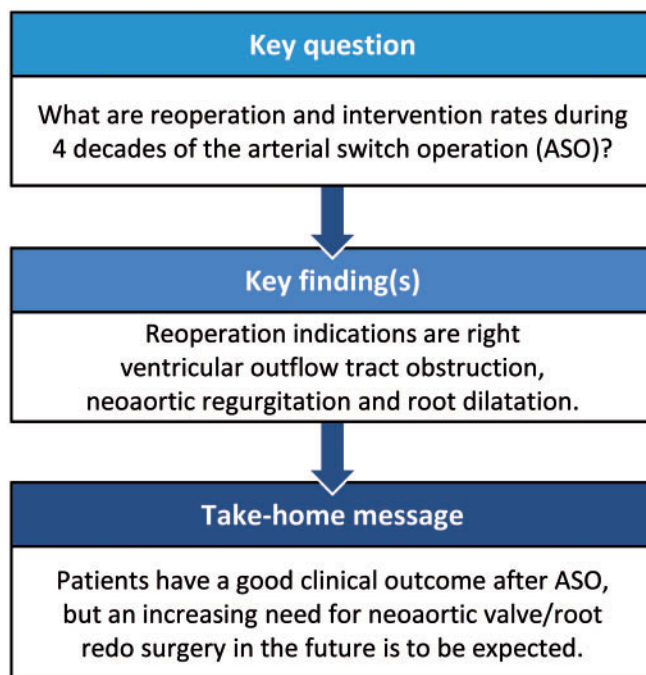 Key question
What are reoperation and intervention rates during
4 decades of the arterial switch operation (ASO)?
Key finding(s)
Reoperation indications are right
ventricular outflow tract obstruction,
neoaortic regurgitation and root dilatation.
Take-home message
Patients have a good clinical outcome after ASO,
but an increasing need for neoaortic valve/root
redo surgery in the future is to be expected.